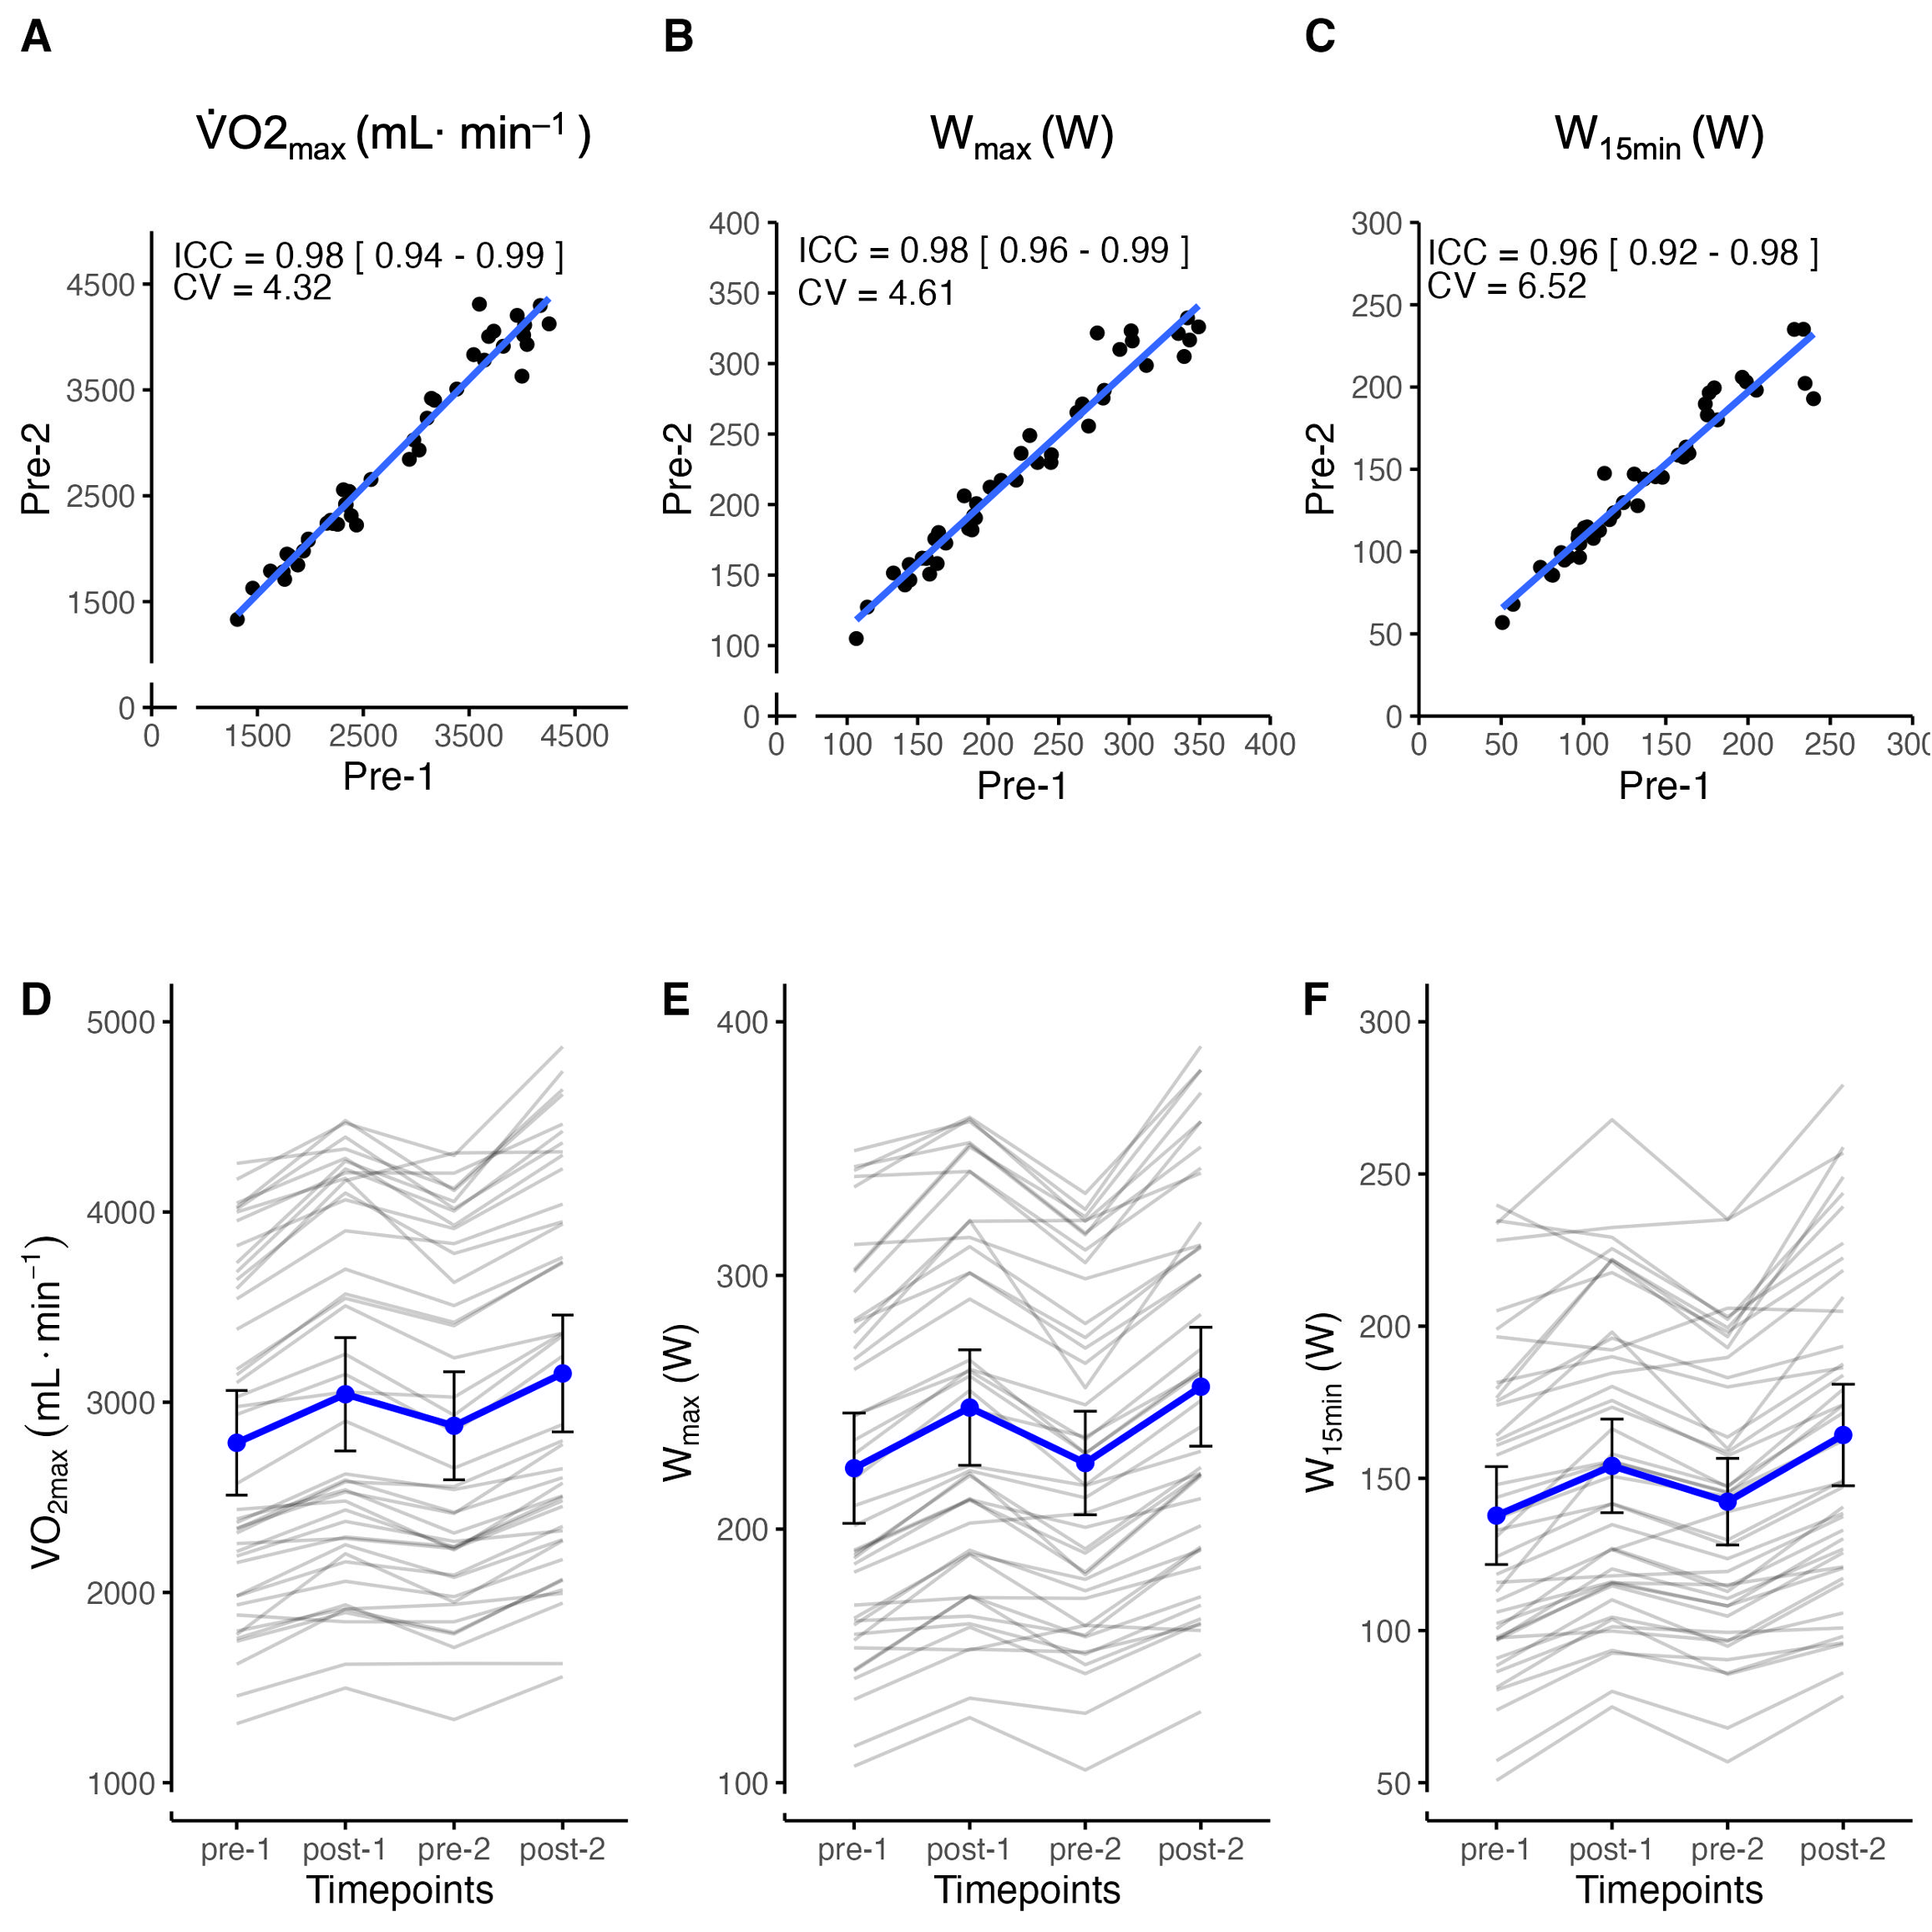 A
B
C
V̇O2max (mL· min–1 )
Wmax (W)
W15min (W)
ICC = 0.98 [ 0.94 - 0.99 ]
CV = 4.32
4500
3500
2500
1500
0
Pre-2
0 1500 2500 3500 4500
Pre-1
ICC = 0.98 [ 0.96 - 0.99 ]
CV = 4.61
400
350
300
250
200
150
100
0
Pre-2
0 100 150 200 250 300 350 400
Pre-1
ICC = 0.96 [ 0.92 - 0.98 ]
CV = 6.52
300
250
200
150
100
50
0
Pre-2
0 50 100 150 200 250 300
Pre-1
D
5000
4000
3000
2000
1000
VO2max (mL · min−1)
pre-1 post-1 pre-2 post-2
Timepoints
E
400
300
200
100
Wmax (W)
pre-1 post-1 pre-2 post-2
Timepoints
F
300
250
200
150
100
50
W15min (W)
pre-1 post-1 pre-2 post-2
Timepoints